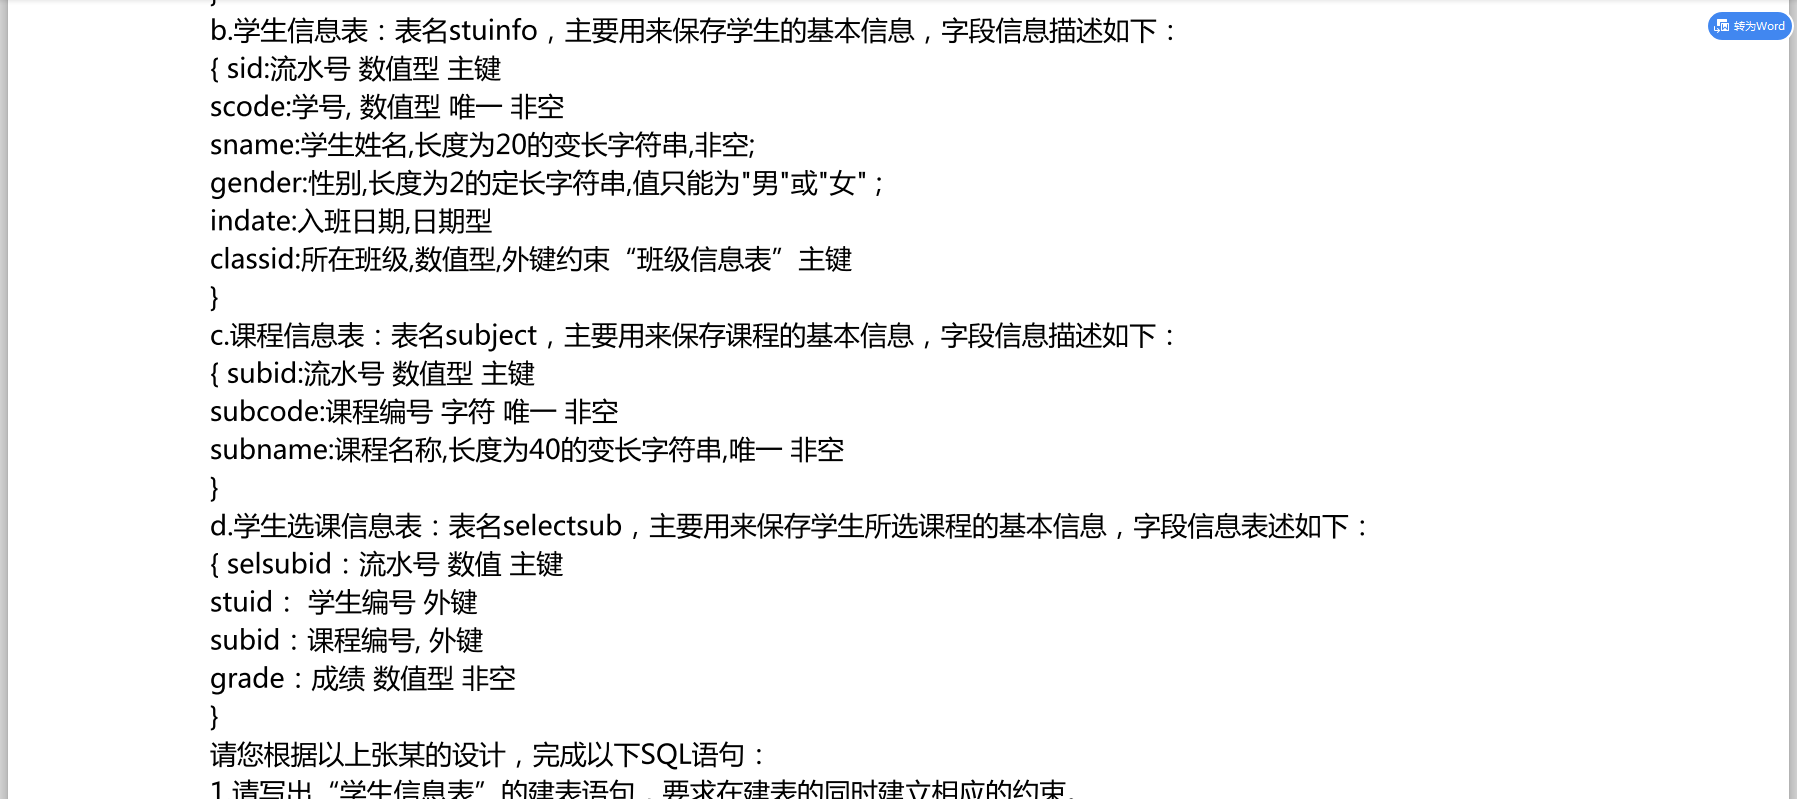 }
b.学生信息表：表名stuinfo，主要用来保存学生的基本信息，字段信息描述如下：
转为Word
{ sid:流水号 数值型 主键
scode:学号, 数值型 唯一 非空
sname:学生姓名,长度为20的变长字符串,非空;
gender:性别,长度为2的定长字符串,值只能为"男"或"女"；
indate:入班日期,日期型
classid:所在班级,数值型,外键约束“班级信息表”主键
}
c.课程信息表：表名subject，主要用来保存课程的基本信息，字段信息描述如下：
{ subid:流水号 数值型 主键
subcode:课程编号 字符 唯一 非空
subname:课程名称,长度为40的变长字符串,唯一 非空
}
d.学生选课信息表：表名selectsub，主要用来保存学生所选课程的基本信息，字段信息表述如下：
{ selsubid：流水号 数值 主键
stuid： 学生编号 外键
subid：课程编号, 外键
grade：成绩 数值型 非空
}
请您根据以上张某的设计，完成以下SQL语句：
1.请写出“学生信息表”的建表语句，要求在建表的同时建立相应的约束。